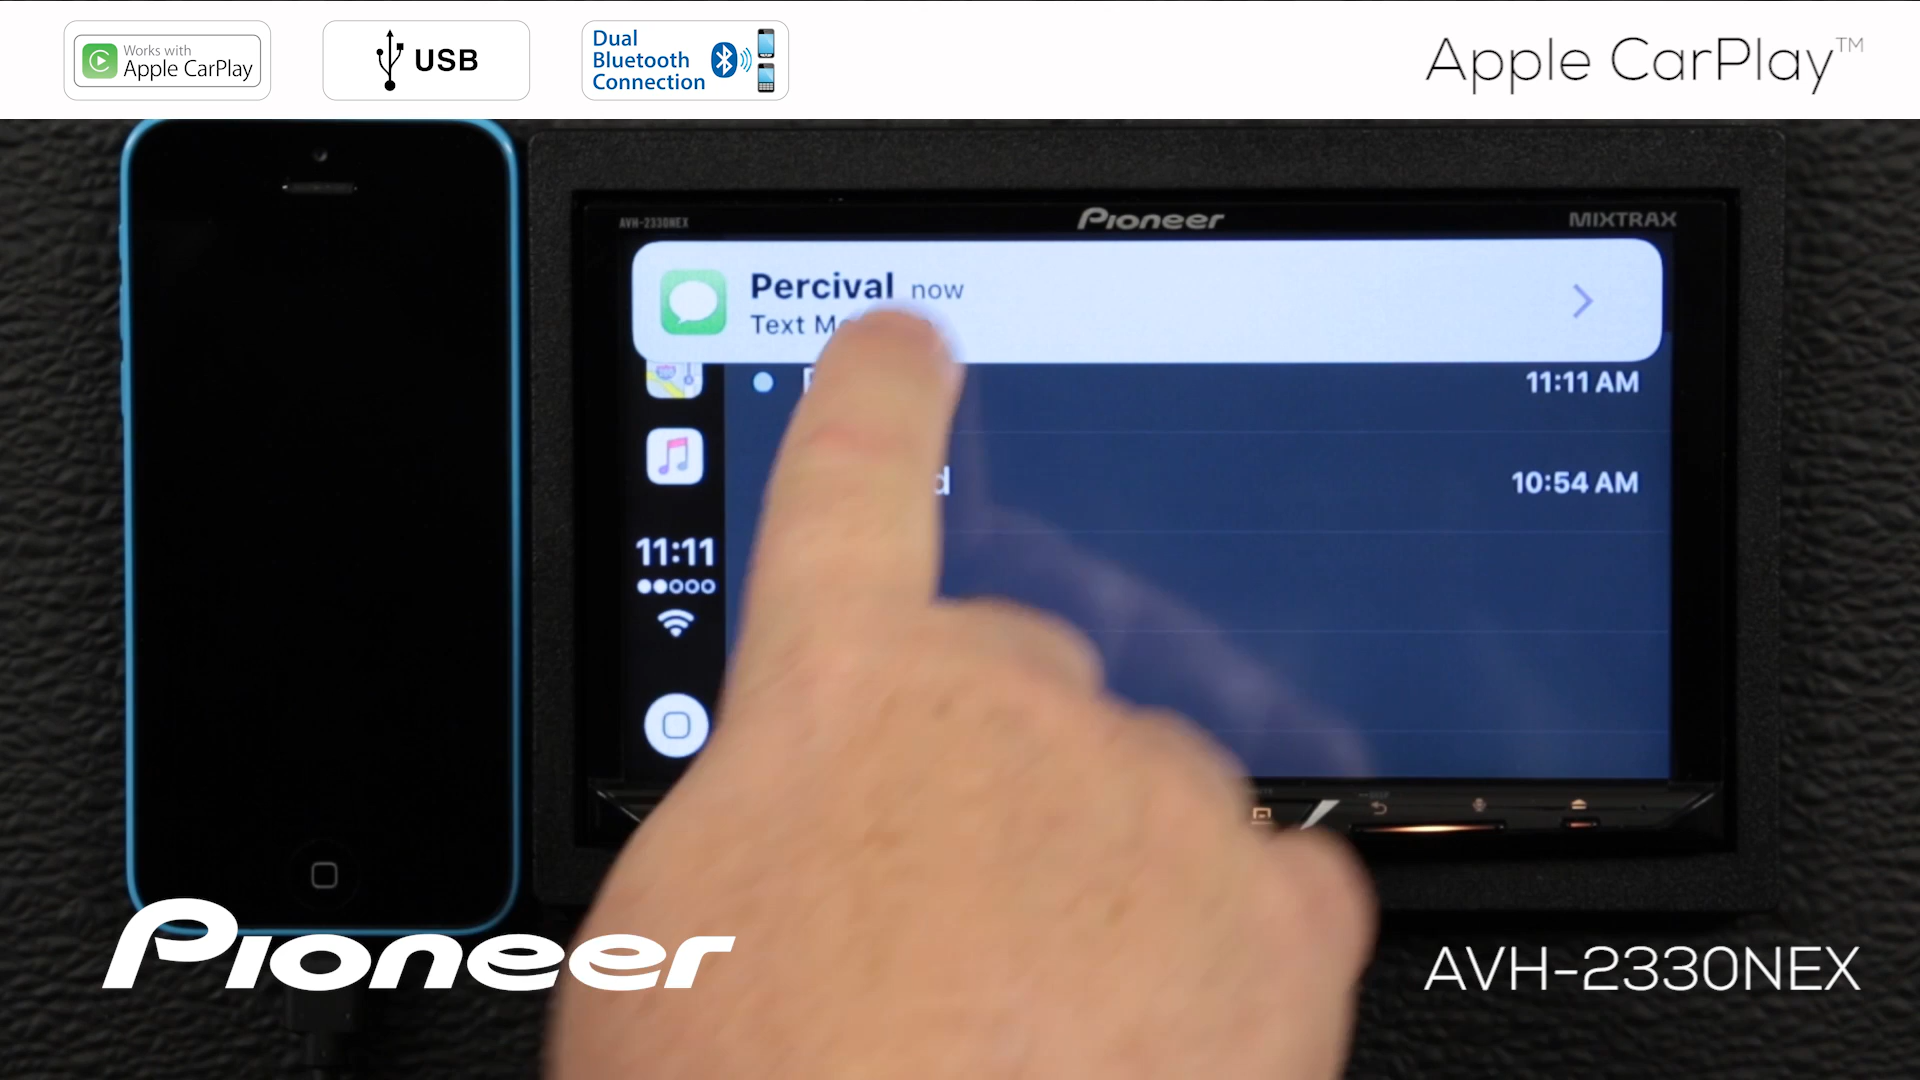 Works with
Apple CarPlay
USB
Dual
Bluetooth
Connection
Apple CarPlay™
AVH-2330NEX
Pioneer
MIXTRAX
Percival now
Text
11:11 AM
10:54 AM
11:11
Pioneer
AVH-2330NEX